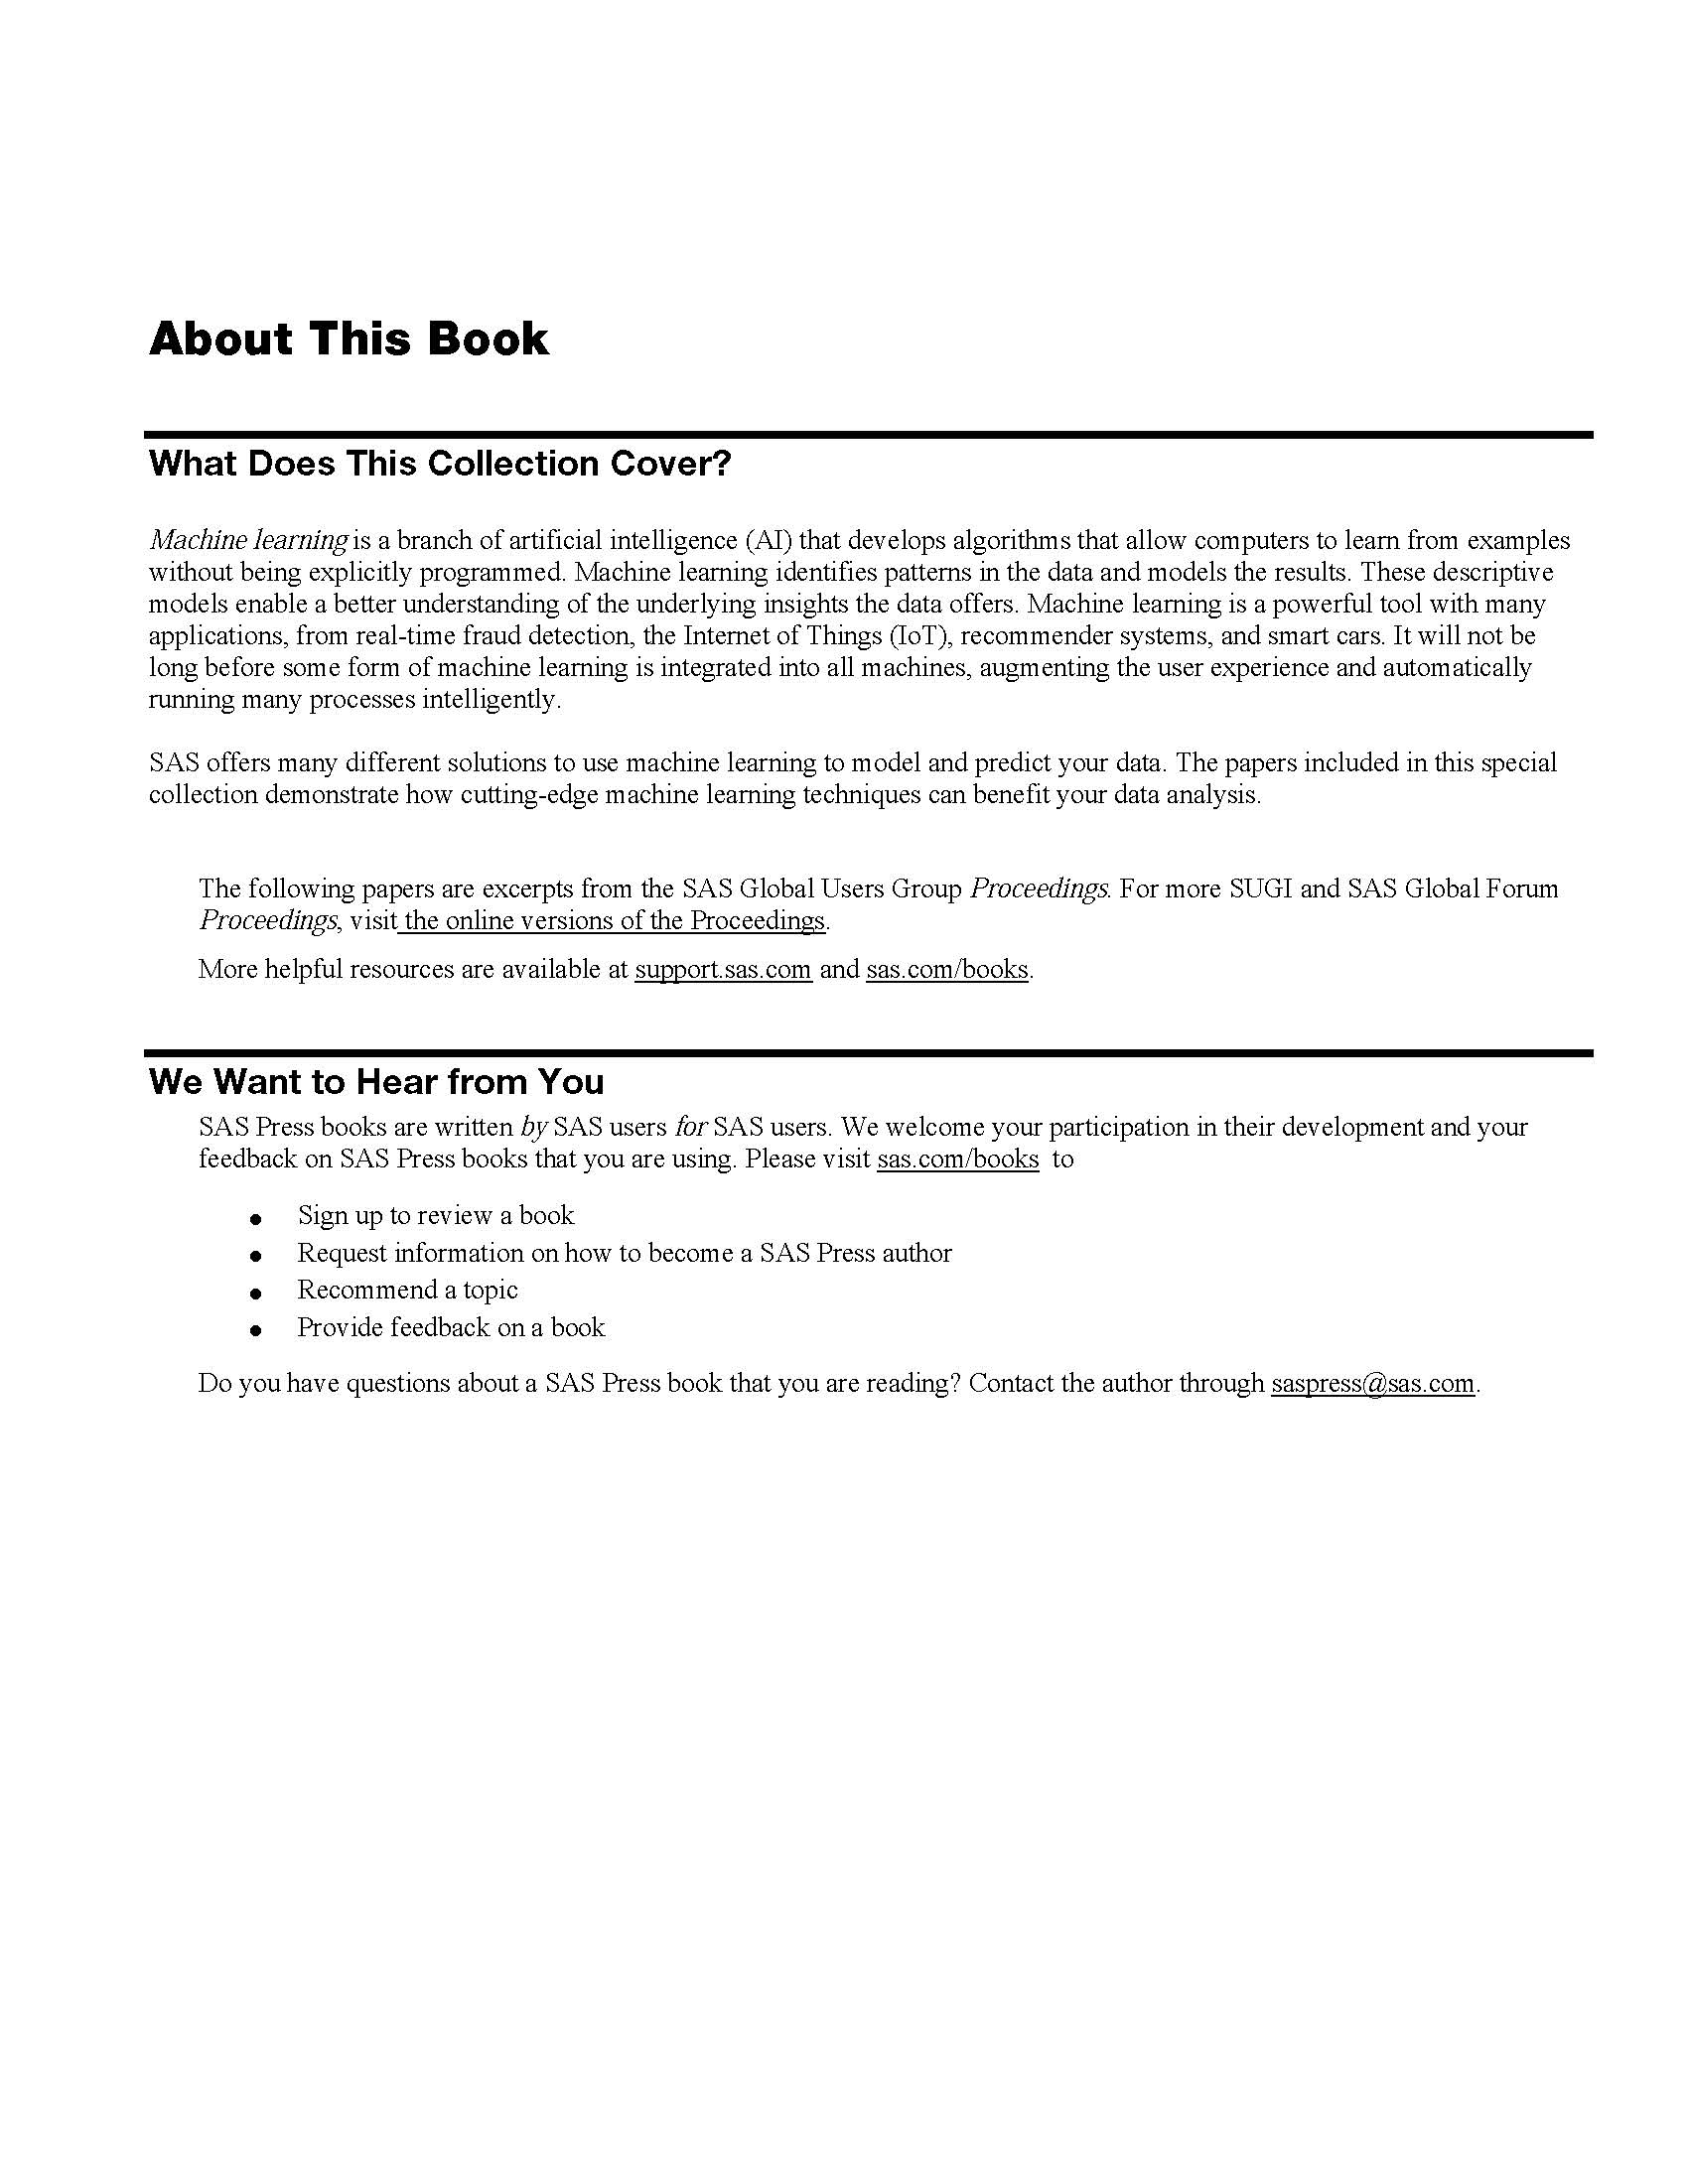 About This Book
What Does This Collection Cover?
Machine learning is a branch of artificial intelligence (AI) that develops algorithms that allow computers to learn from examples
without being explicitly programmed. Machine learning identifies patterns in the data and models the results. These descriptive
models enable a better understanding of the underlying insights the data offers. Machine learning is a powerful tool with many
applications, from real-time fraud detection, the Internet of Things (IoT), recommender systems, and smart cars. It will not be
long before some form of machine learning is integrated into all machines, augmenting the user experience and automatically
running many processes intelligently.
SAS offers many different solutions to use machine learning to model and predict your data. The papers included in this special
collection demonstrate how cutting-edge machine learning techniques can benefit your data analysis.
The following papers are excerpts from the SAS Global Users Group Proceedings. For more SUGI and SAS Global Forum
Proceedings, visit the online versions of the Proceedings.
More helpful resources are available at support.sas.com and sas.com/books.
We Want to Hear from You
SAS Press books are written by SAS users for SAS users. We welcome your participation in their development and your
feedback on SAS Press books that you are using. Please visit sas.com/books to
● Sign up to review a book
● Request information on how to become a SAS Press author
● Recommend a topic
● Provide feedback on a book
Do you have questions about a SAS Press book that you are reading? Contact the author through saspress@sas.com.